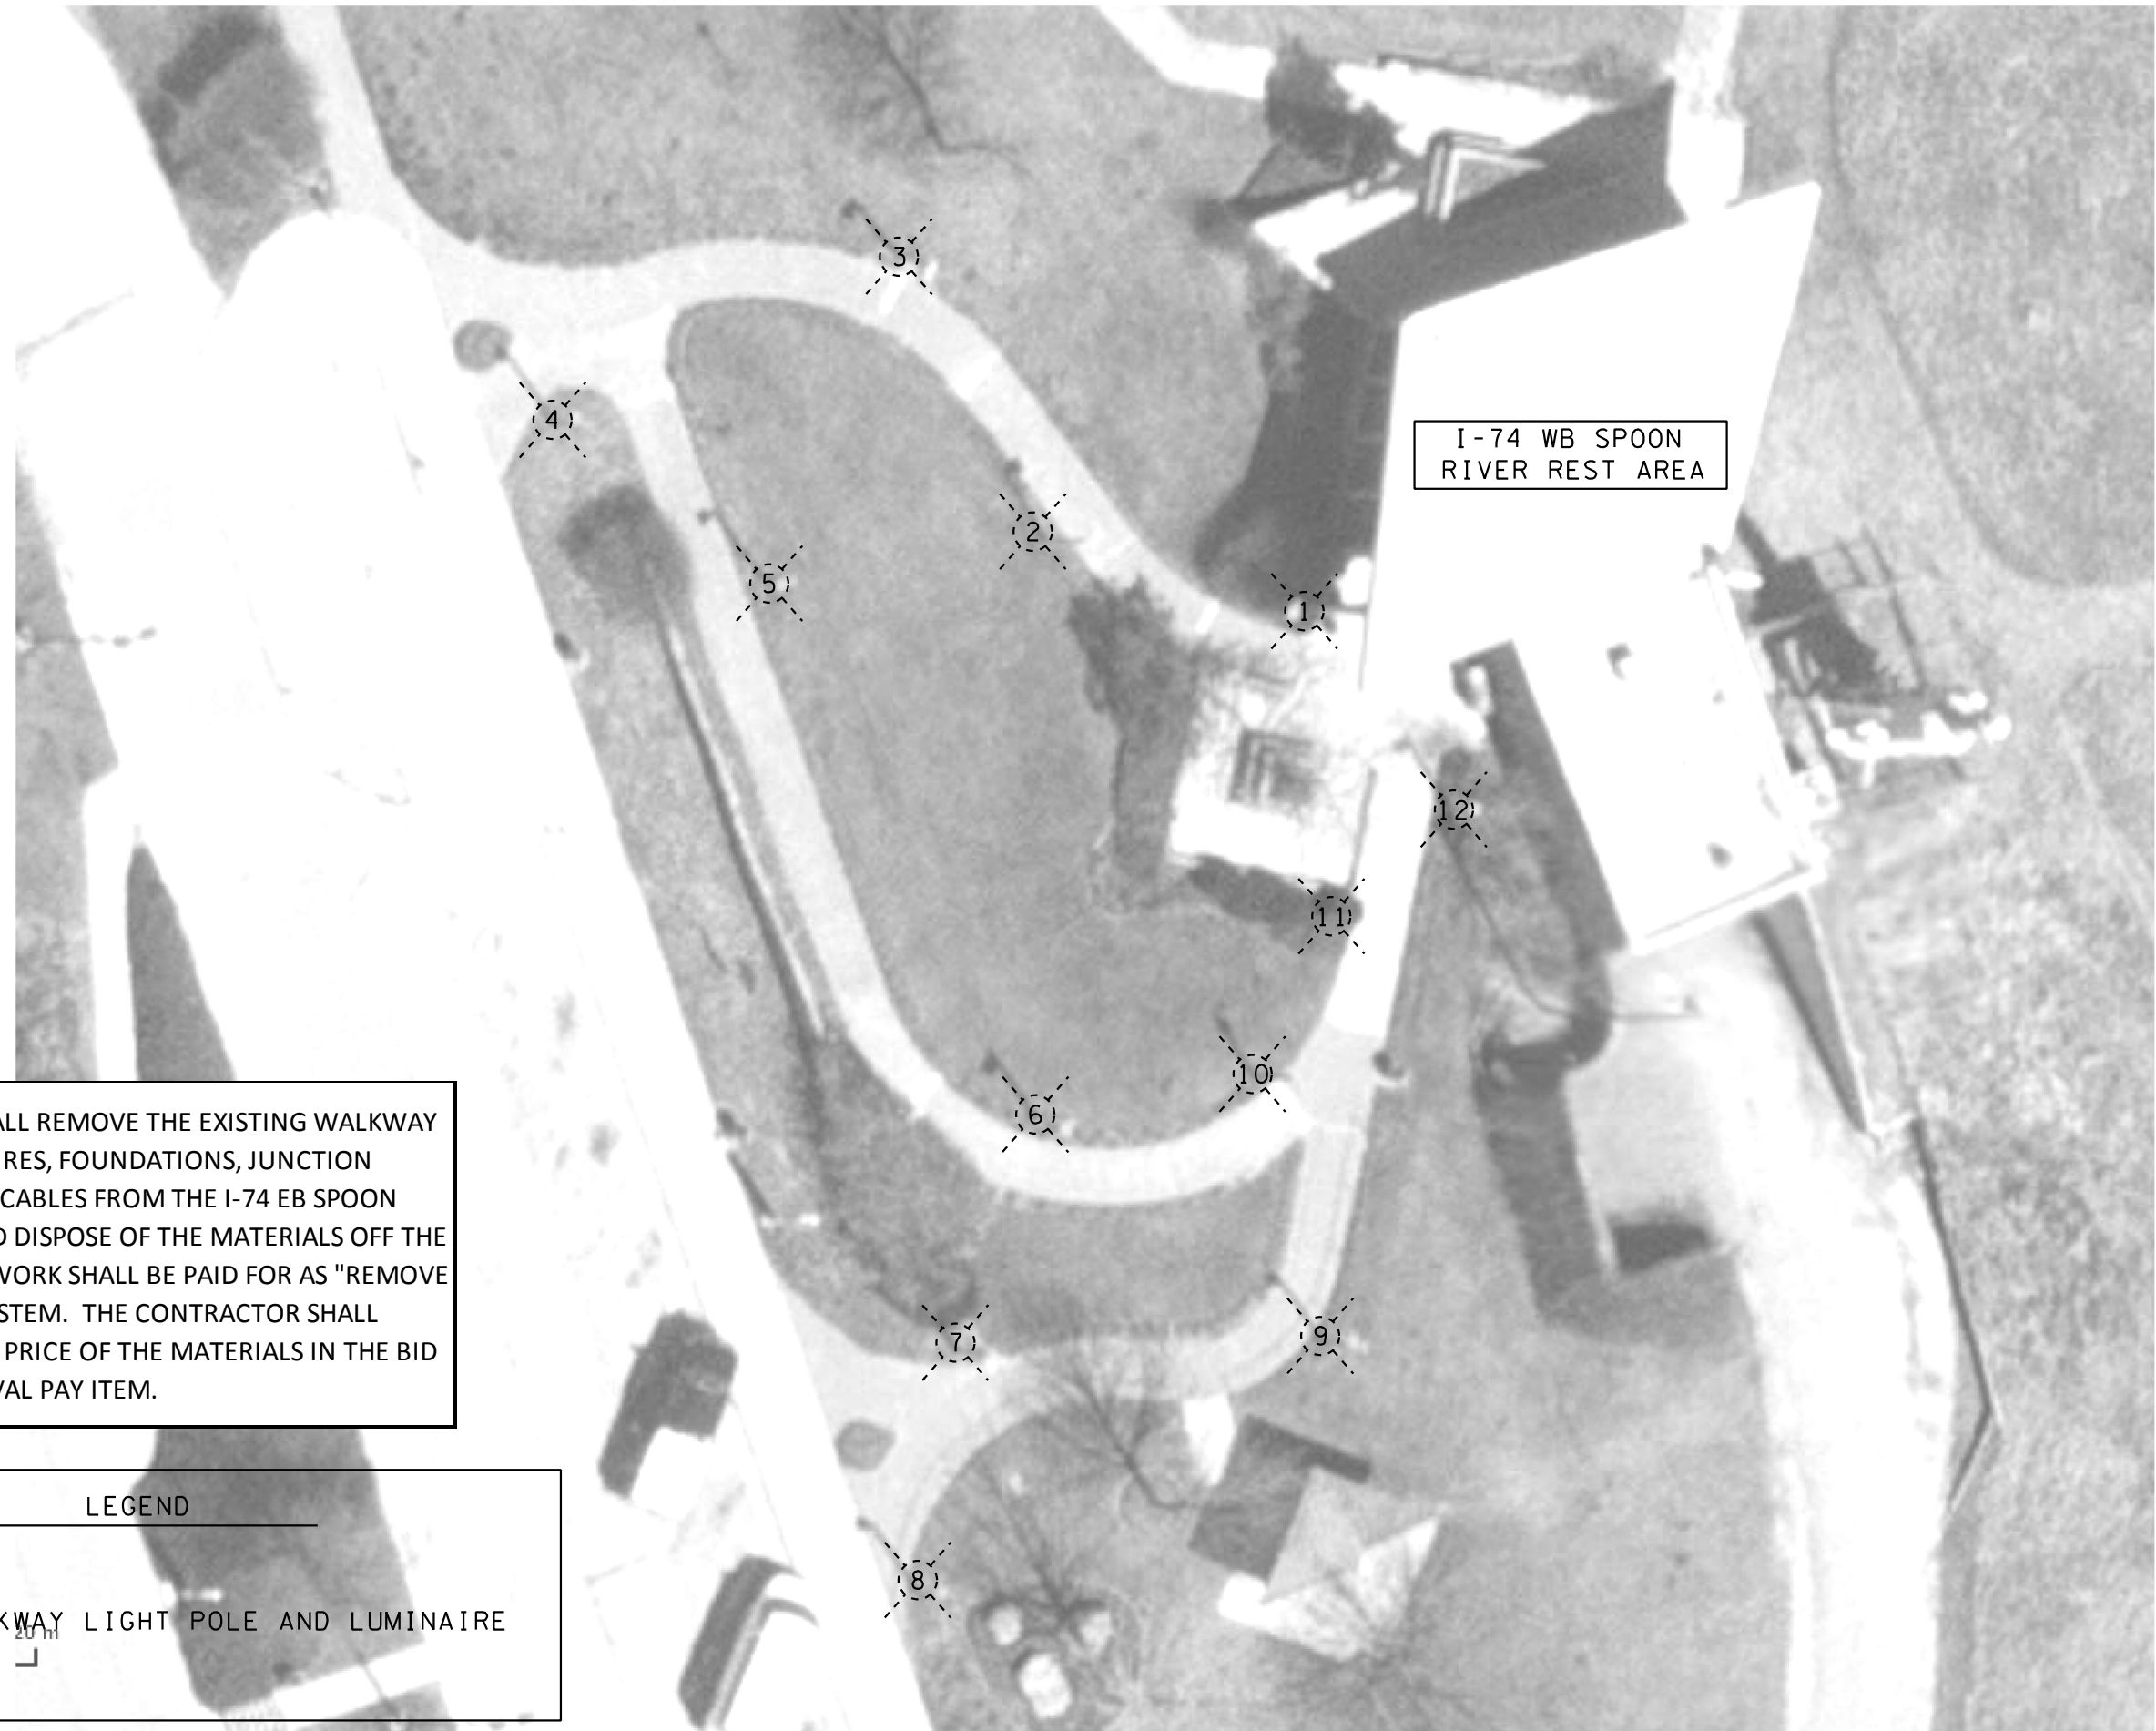 3
4
I-74 WB SPOON
RIVER REST AREA
2
5
1
12
11
10
6
ALL REMOVE THE EXISTING WALKWAY
RES, FOUNDATIONS, JUNCTION
CABLES FROM THE I-74 EB SPOON
D DISPOSE OF THE MATERIALS OFF THE
WORK SHALL BE PAID FOR AS "REMOVE
STEM. THE CONTRACTOR SHALL
PRICE OF THE MATERIALS IN THE BID
VAL PAY ITEM.
7
9
LEGEND
8
KWAY LIGHT POLE AND LUMINAIRE
20 m